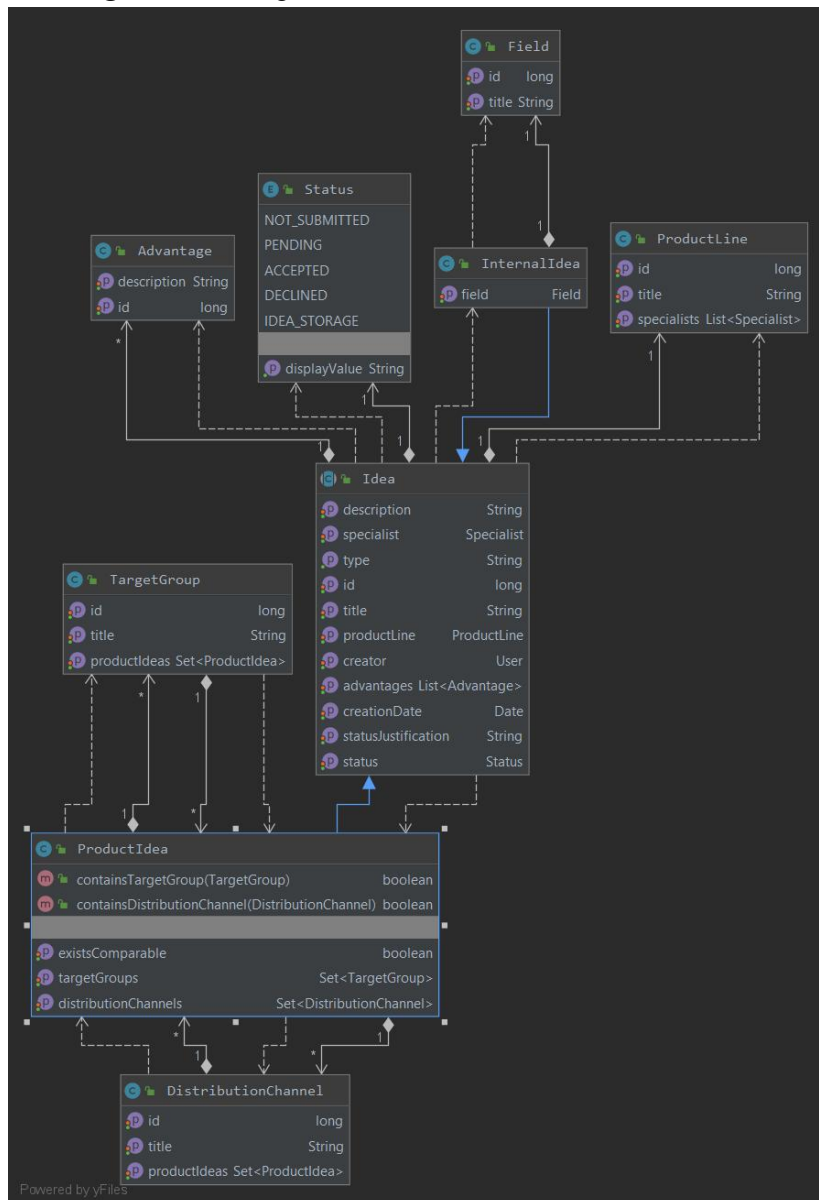 Field
id long
title String
1
1
Status
NOT_SUBMITTED
PENDING
ACCEPTED
DECLINED
IDEA_STORAGE
displayValue String
Advantage
description String
id long
InternalIdea
field Field
ProductLine
id long
title String
specialists List<Specialist>
*
1
1
1
1
1
Idea
description String
specialist Specialist
type String
id long
title String
productLine ProductLine
creator User
advantages List<Advantage>
creationDate Date
statusJustification String
status Status
TargetGroup
id long
title String
productIdeas Set<ProductIdea>
*
1
1
*
ProductIdea
containsTargetGroup(TargetGroup) boolean
containsDistributionChannel(DistributionChannel) boolean
existsComparable boolean
targetGroups Set<TargetGroup>
distributionChannels Set<DistributionChannel>
*
1
1
*
DistributionChannel
id long
title String
productIdeas Set<ProductIdea>
Powered by yFiles